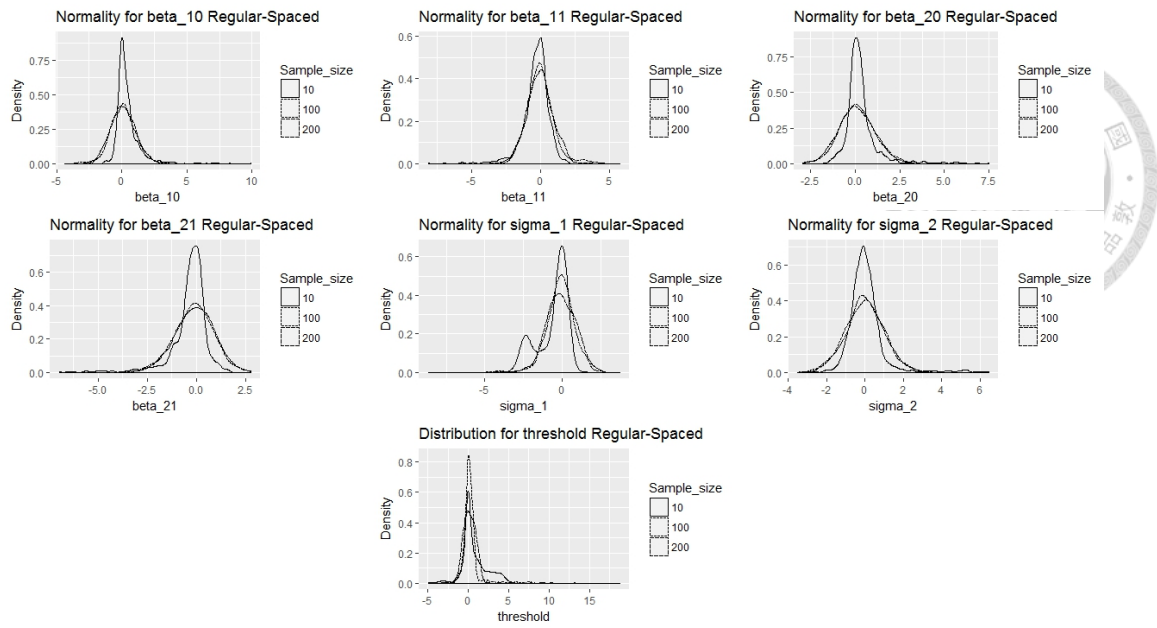 Normality for beta_10 Regular-Spaced
Density
0.75
0.50
0.25
0.00
-5
0
5
10
beta_10
Sample_size
10
100
200
Normality for beta_11 Regular-Spaced
Density
0.6
0.4
0.2
0.0
-5
0
5
beta_11
Sample_size
10
100
200
Normality for beta_20 Regular-Spaced
Density
0.75
0.50
0.25
0.00
-2.5
0.0
2.5
5.0
7.5
beta_20
Sample_size
10
100
200
國
敦
品
Normality for beta_21 Regular-Spaced
Density
0.6
0.4
0.2
0.0
-5.0
-2.5
0.0
2.5
beta_21
Sample_size
10
100
200
Normality for sigma_1 Regular-Spaced
Density
0.6
0.4
0.2
0.0
-5
0
sigma_1
Sample_size
10
100
200
Normality for sigma_2 Regular-Spaced
Density
0.6
0.4
0.2
0.0
-4
-2
0
2
4
6
sigma_2
Sample_size
10
100
200
Distribution for threshold Regular-Spaced
Density
0.8
0.6
0.4
0.2
0.0
-5
0
5
10
15
threshold
Sample_size
10
100
200